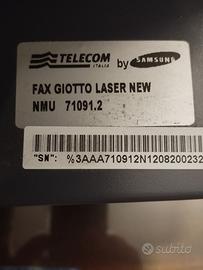 TELECOM by SAMSUNG
ITALIA
FAX GIOTTO LASER NEW
NMU 71091.2
"SN": %3AAA710912N1208200232
subito